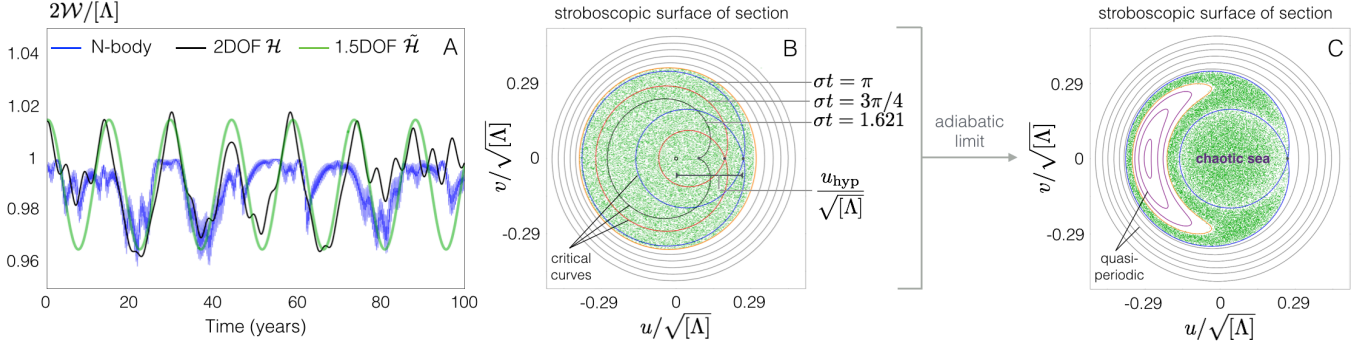 2𝒲/[Λ]
A
N-body
2DOF ℋ
1.5DOF ℋ̃
1.04
1.02
1
0.98
0.96
0
20
40
60
80
100
Time (years)
stroboscopic surface of section
B
v/√[Λ]
0.29
0
-0.29
σt = π
σt = 3π/4
σt = 1.621
u_hyp/√[Λ]
critical
curves
-0.29
0
0.29
u/√[Λ]
adiabatic
limit
stroboscopic surface of section
C
v/√[Λ]
0.29
0
-0.29
chaotic sea
quasi-
periodic
-0.29
0
0.29
u/√[Λ]